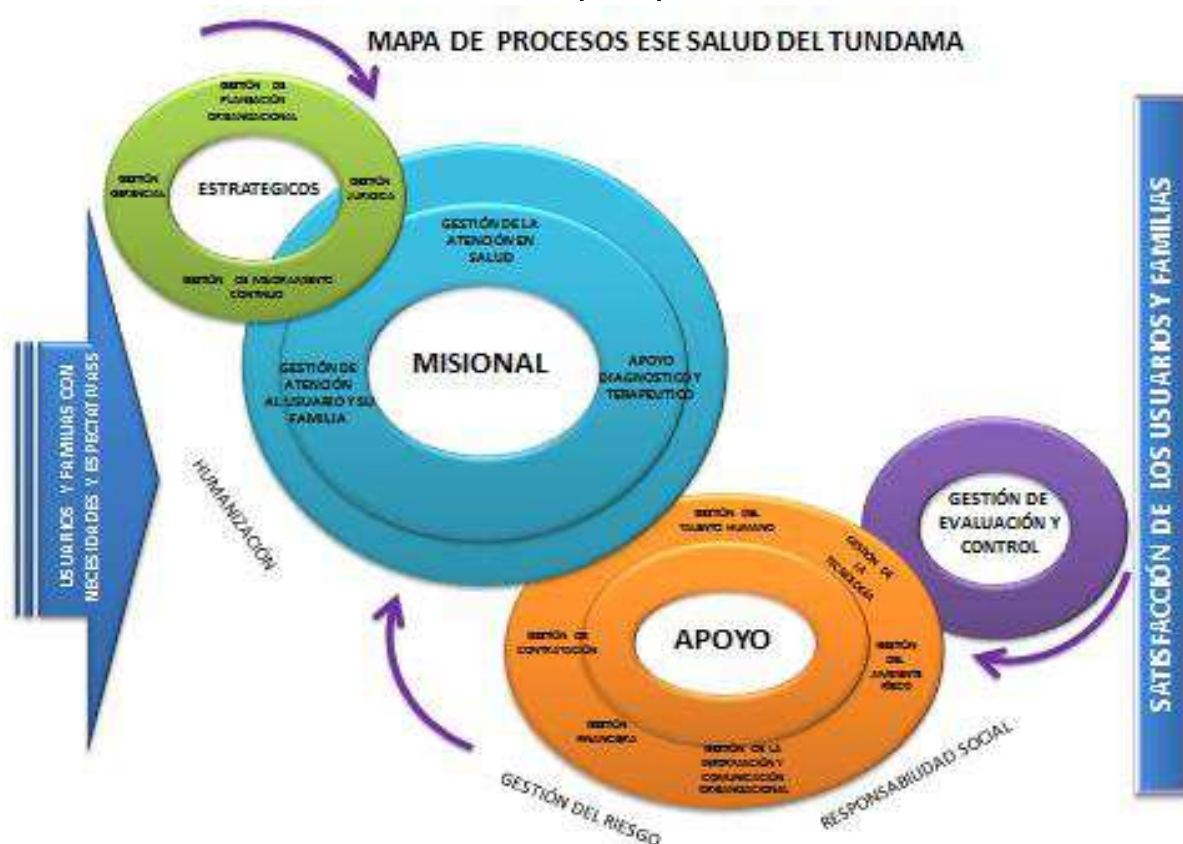 MAPA DE PROCESOS ESE SALUD DEL TUNDAMA
GESTIÓN DE
PLANEACIÓN
ORGANIZACIONAL
GESTIÓN
GERENCIAL
ESTRATEGICOS
GESTIÓN
JURIDICA
GESTIÓN DE MEJORAMIENTO
CONTINUO
GESTIÓN DE LA
ATENCIÓN EN
SALUD
MISIONAL
GESTIÓN DE
ATENCIÓN
AL USUARIO Y SU
FAMILIA
APOYO
DIAGNOSTICO Y
TERAPEUTICO
USUARIOS Y FAMILIAS CON
NECESIDADES Y ESPECTATIVASS
HUMANIZACIÓN
GESTIÓN DEL
TALENTO HUMANO
GESTIÓN DE
LA
TECNOLOGÍA
GESTIÓN DE
CONTRATACIÓN
APOYO
GESTIÓN
DEL
AMBIENTE
FÍSICO
GESTIÓN
FINANCIERA
GESTIÓN DE LA
INFORMACIÓN Y
COMUNICACIÓN
ORGANIZACIONAL
GESTIÓN DE
EVALUACIÓN Y
CONTROL
GESTIÓN DEL RIESGO
RESPONSABILIDAD SOCIAL
SATISFACCIÓN DE LOS USUARIOS Y FAMILIAS